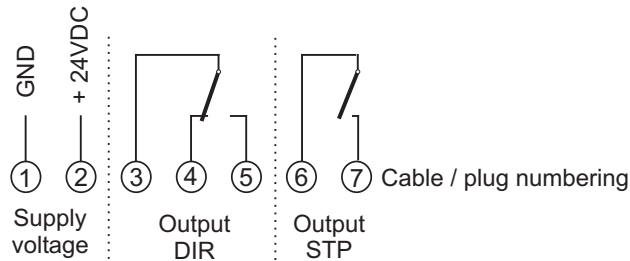 GND
+ 24VDC
1 2 3 4 5 6 7 Cable / plug numbering
Supply voltage
Output DIR
Output STP